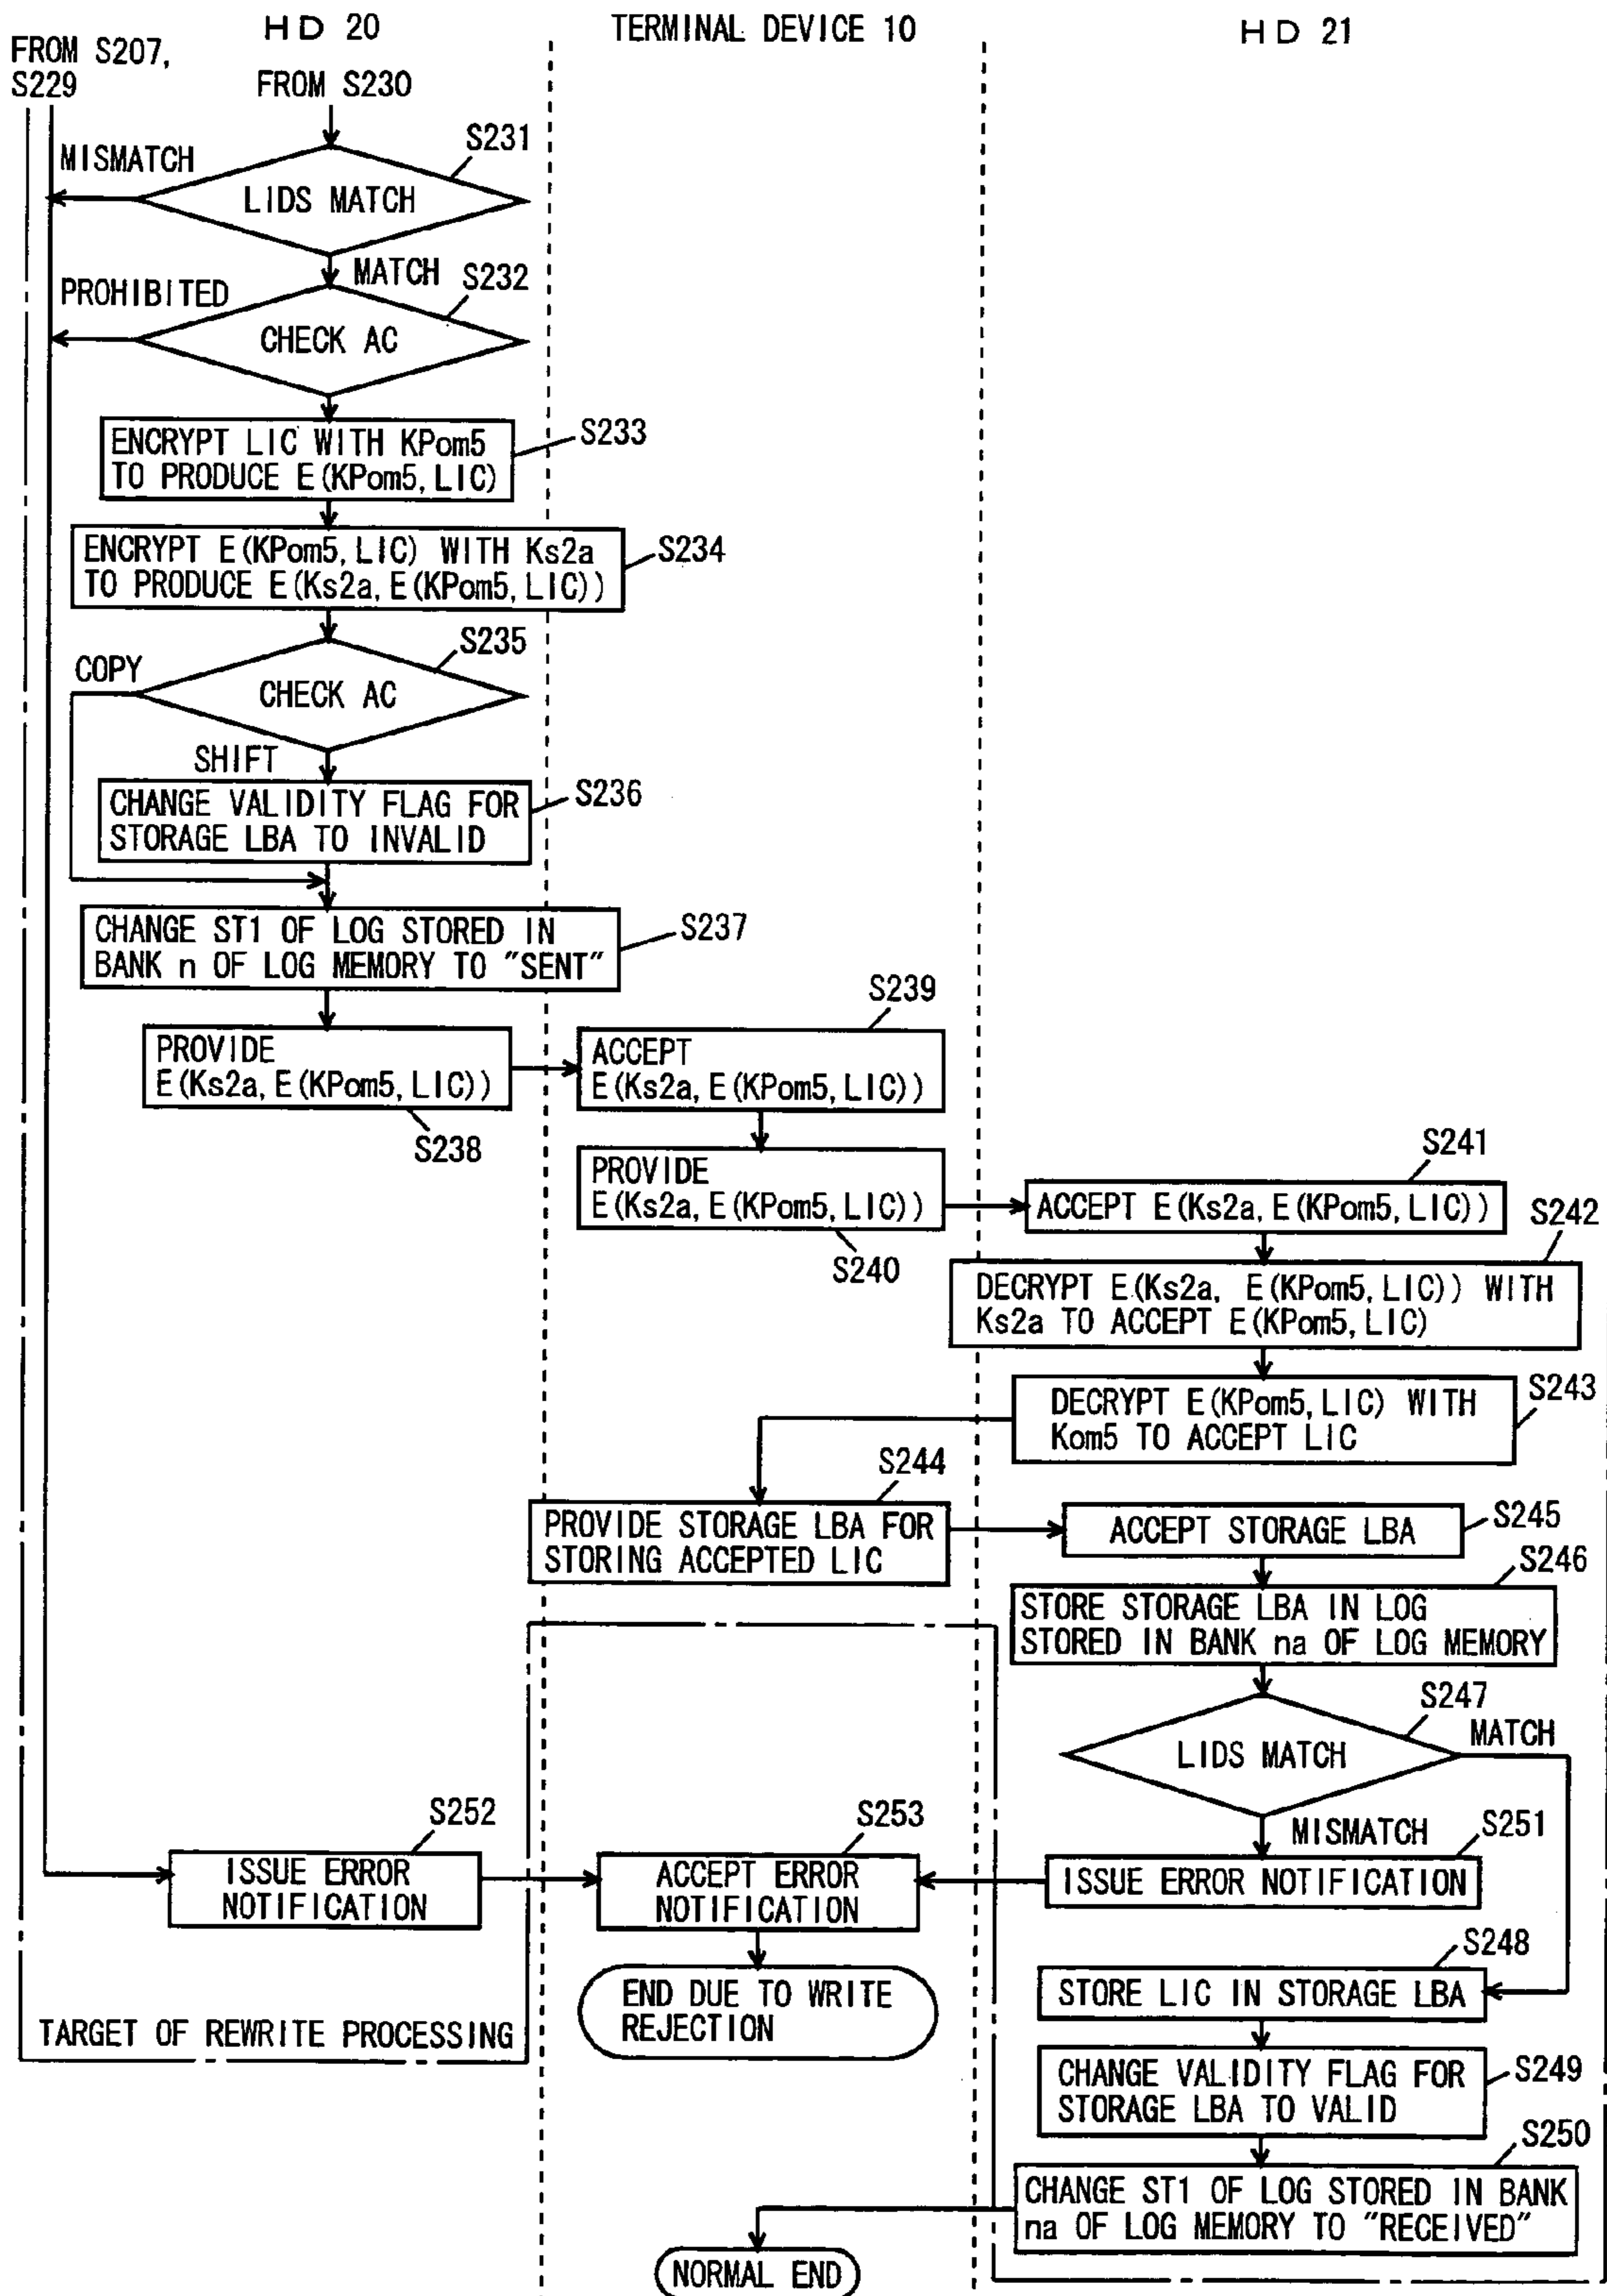 HD 20
TERMINAL DEVICE 10
HD 21
FROM S207,
S229
FROM S230
S231
MISMATCH
LIDS MATCH
MATCH
S232
PROHIBITED
CHECK AC
S233
ENCRYPT LIC WITH KPom5
TO PRODUCE E(KPom5, LIC)
S234
ENCRYPT E(KPom5, LIC) WITH Ks2a
TO PRODUCE E(Ks2a, E(KPom5, LIC))
S235
COPY
CHECK AC
SHIFT
S236
CHANGE VALIDITY FLAG FOR
STORAGE LBA TO INVALID
S237
CHANGE ST1 OF LOG STORED IN
BANK n OF LOG MEMORY TO "SENT"
S239
PROVIDE
E(Ks2a, E(KPom5, LIC))
S238
ACCEPT
E(Ks2a, E(KPom5, LIC))
PROVIDE
E(Ks2a, E(KPom5, LIC))
S240
S241
ACCEPT E(Ks2a, E(KPom5, LIC))
S242
DECRYPT E(Ks2a, E(KPom5, LIC)) WITH
Ks2a TO ACCEPT E(KPom5, LIC)
S243
DECRYPT E(KPom5, LIC) WITH
Kom5 TO ACCEPT LIC
S244
PROVIDE STORAGE LBA FOR
STORING ACCEPTED LIC
S245
ACCEPT STORAGE LBA
S246
STORE STORAGE LBA IN LOG
STORED IN BANK na OF LOG MEMORY
S247
LIDS MATCH
MATCH
MISMATCH
S252
ISSUE ERROR
NOTIFICATION
S253
ACCEPT ERROR
NOTIFICATION
S251
ISSUE ERROR NOTIFICATION
END DUE TO WRITE
REJECTION
TARGET OF REWRITE PROCESSING
S248
STORE LIC IN STORAGE LBA
S249
CHANGE VALIDITY FLAG FOR
STORAGE LBA TO VALID
S250
CHANGE ST1 OF LOG STORED IN BANK
na OF LOG MEMORY TO "RECEIVED"
NORMAL END